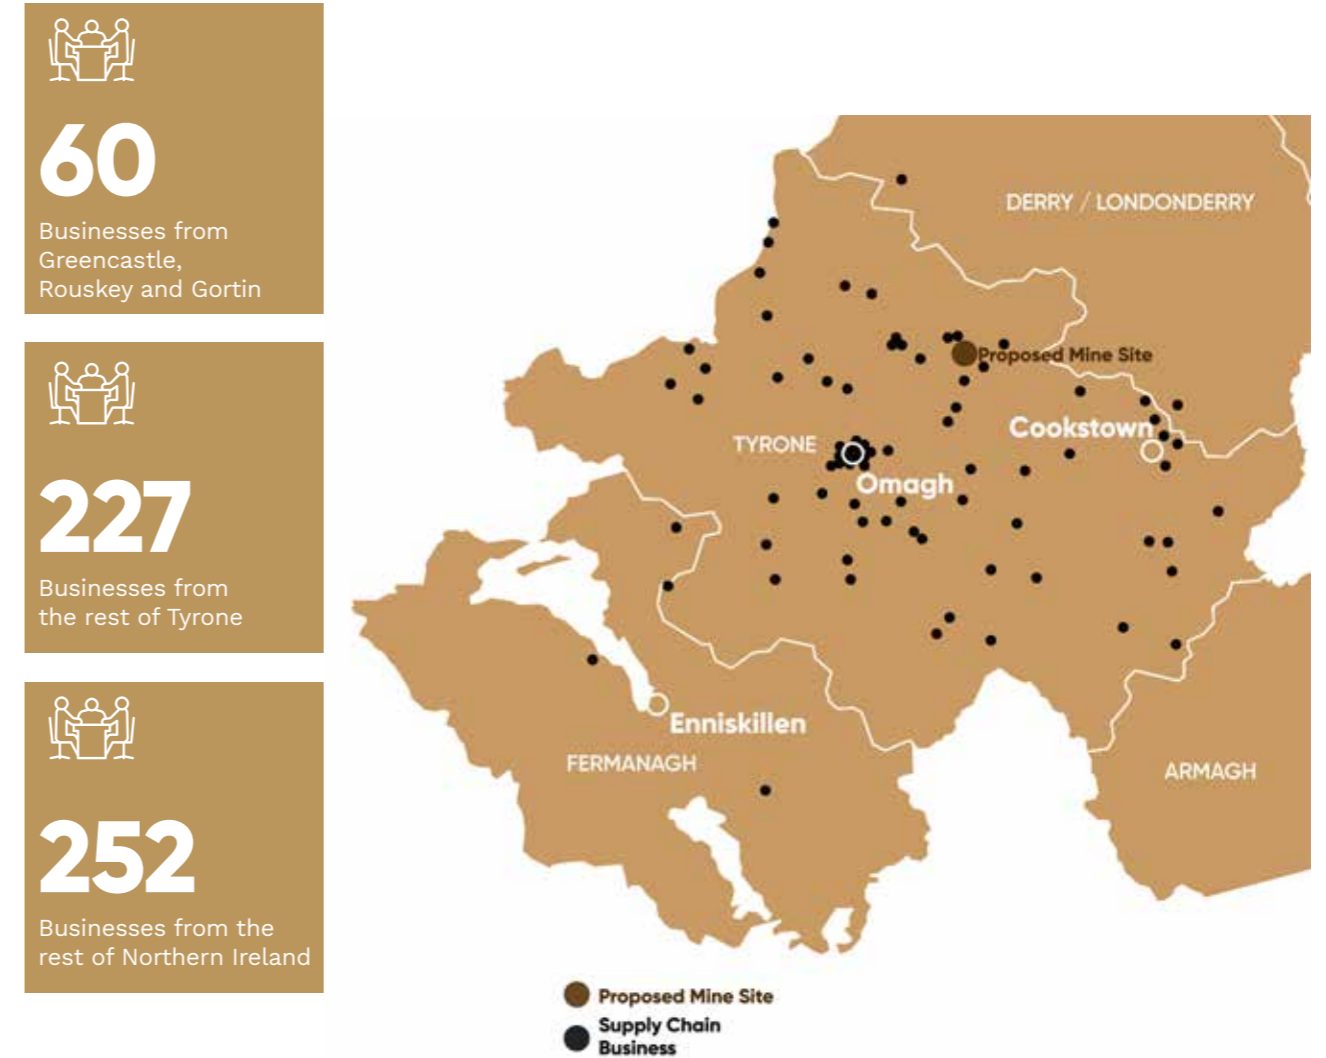 60
Businesses from
Greencastle,
Rouskey and Gortin
227
Businesses from
the rest of Tyrone
252
Businesses from the
rest of Northern Ireland
DERRY / LONDONDERRY
Proposed Mine Site
Cookstown
TYRONE
Omagh
Enniskillen
FERMANAGH
ARMAGH
Proposed Mine Site
Supply Chain
Business